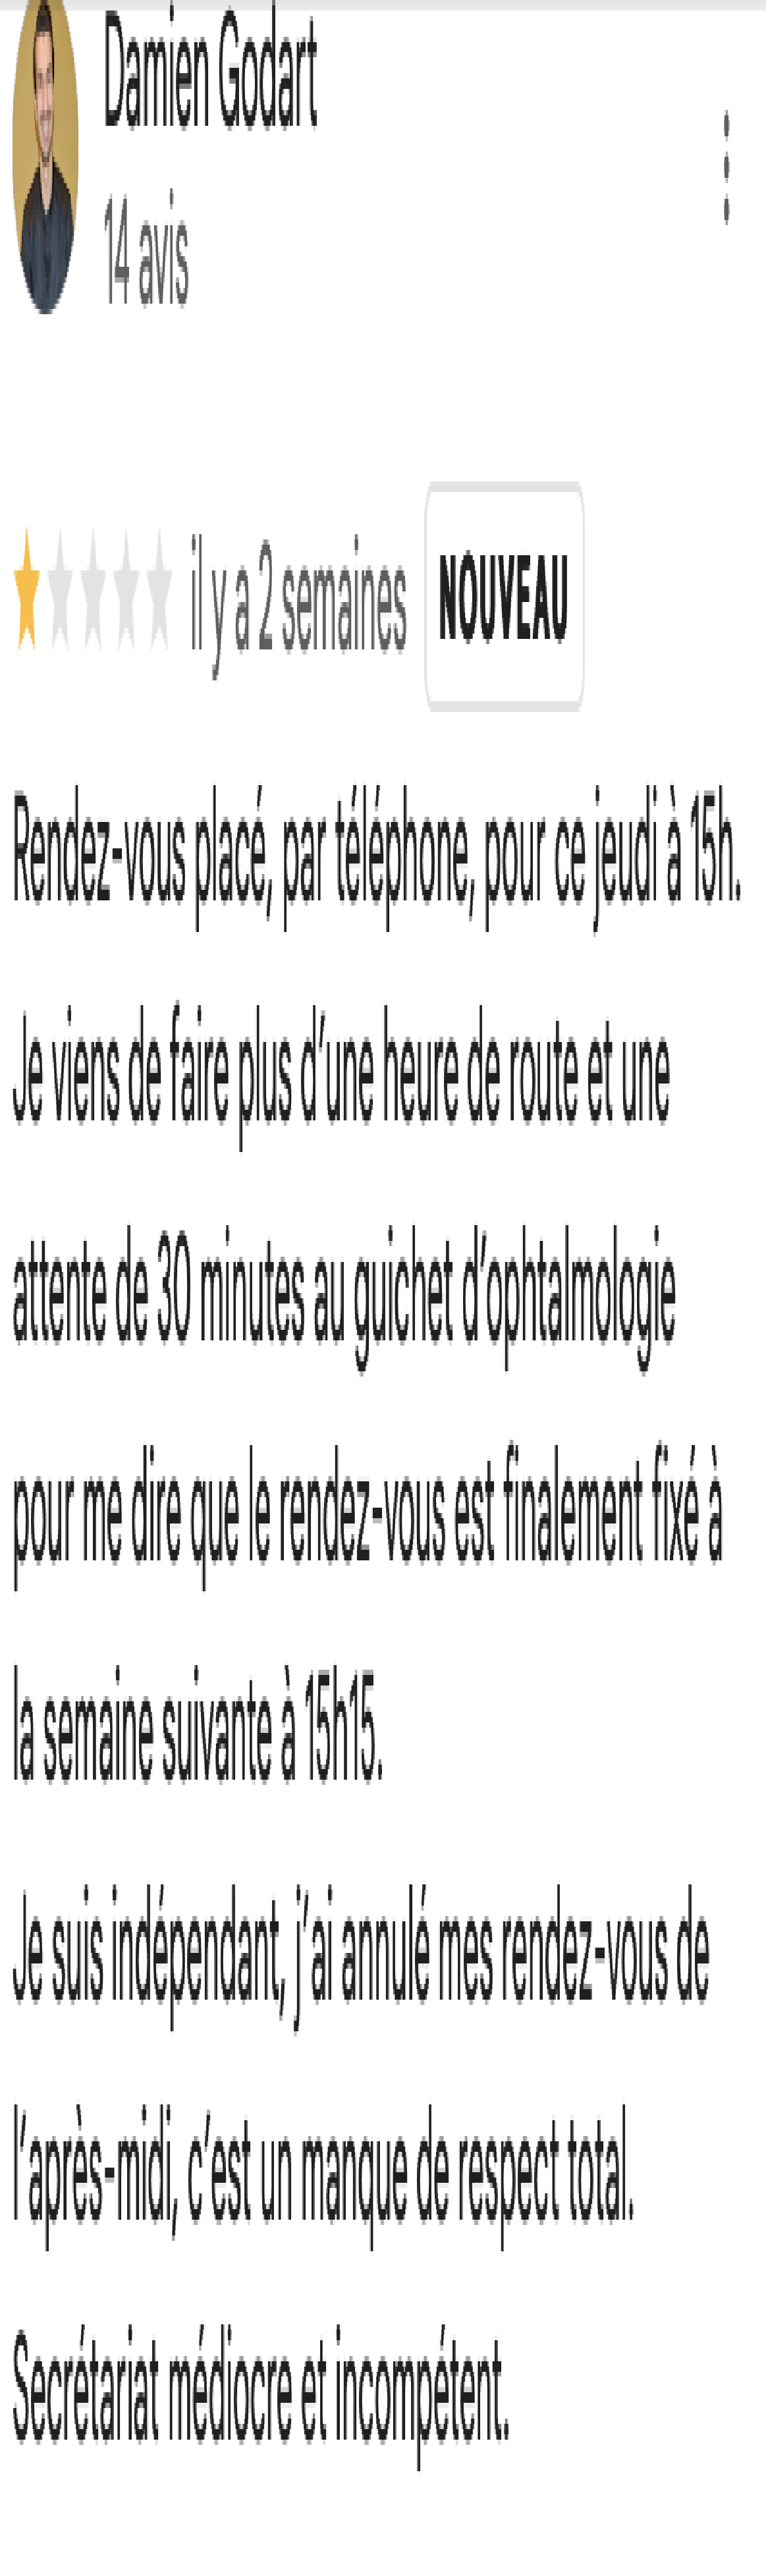 Damien Godart
14 avis
il y a 2 semaines NOUVEAU
Rendez-vous placé, par téléphone, pour ce jeudi à 15h.
Je viens de faire plus d'une heure de route et une
attente de 30 minutes au guichet d'ophtalmologie
pour me dire que le rendez-vous est finalement fixé à
la semaine suivante à 15h15.
Je suis indépendant, j'ai annulé mes rendez-vous de
l'après-midi, c'est un manque de respect total.
Secrétariat médiocre et incompétent.